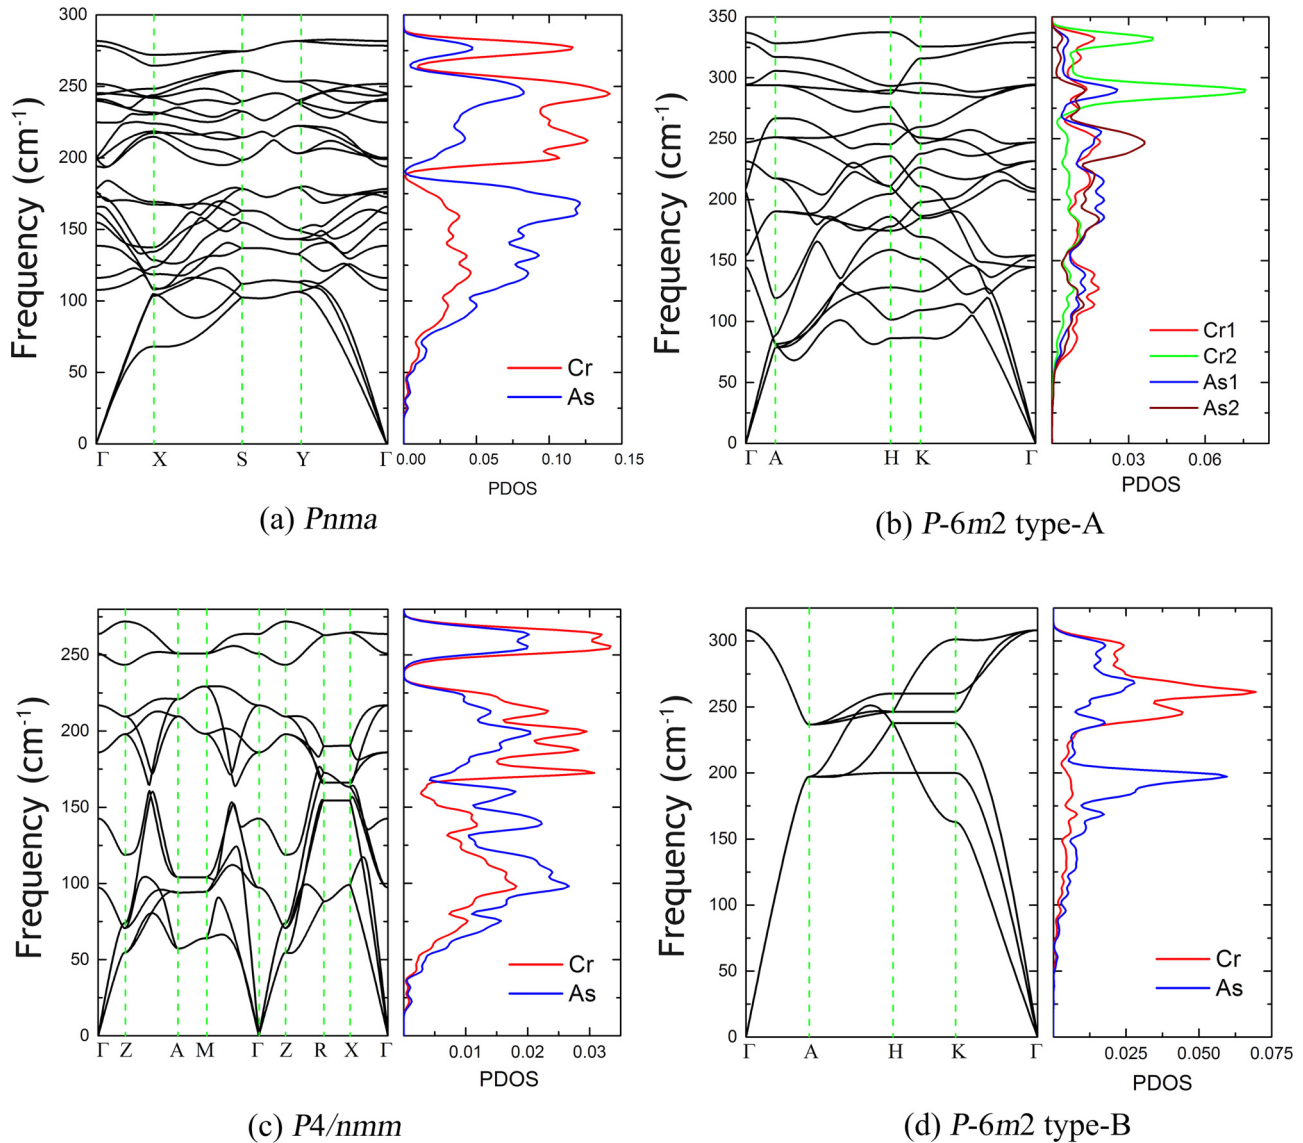 Frequency (cm-1)
300
250
200
150
100
50
0
Γ X S Y Γ
0.00 0.05 0.10 0.15
PDOS
Cr
As
(a) Pnma
Frequency (cm-1)
350
300
250
200
150
100
50
0
Γ A H K Γ
0.03 0.06
PDOS
Cr1
Cr2
As1
As2
(b) P-6m2 type-A
Frequency (cm-1)
250
200
150
100
50
0
Γ Z A M Γ Z R X Γ
0.01 0.02 0.03
PDOS
Cr
As
(c) P4/nmm
Frequency (cm-1)
300
250
200
150
100
50
0
Γ A H K Γ
0.025 0.050 0.075
PDOS
Cr
As
(d) P-6m2 type-B